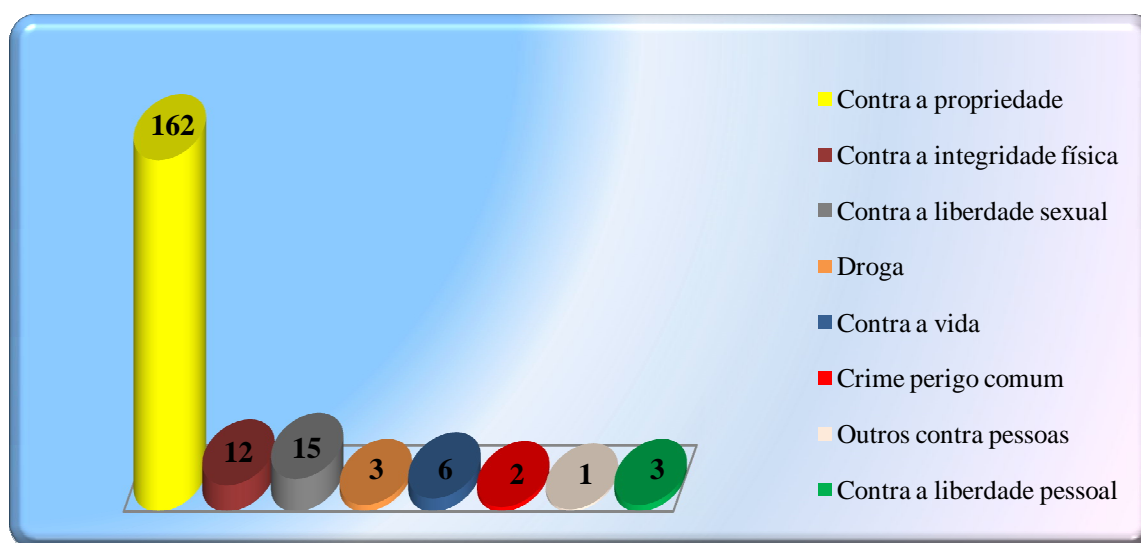 162
12
15
3
6
2
1
3
Contra a propriedade
Contra a integridade física
Contra a liberdade sexual
Droga
Contra a vida
Crime perigo comum
Outros contra pessoas
Contra a liberdade pessoal